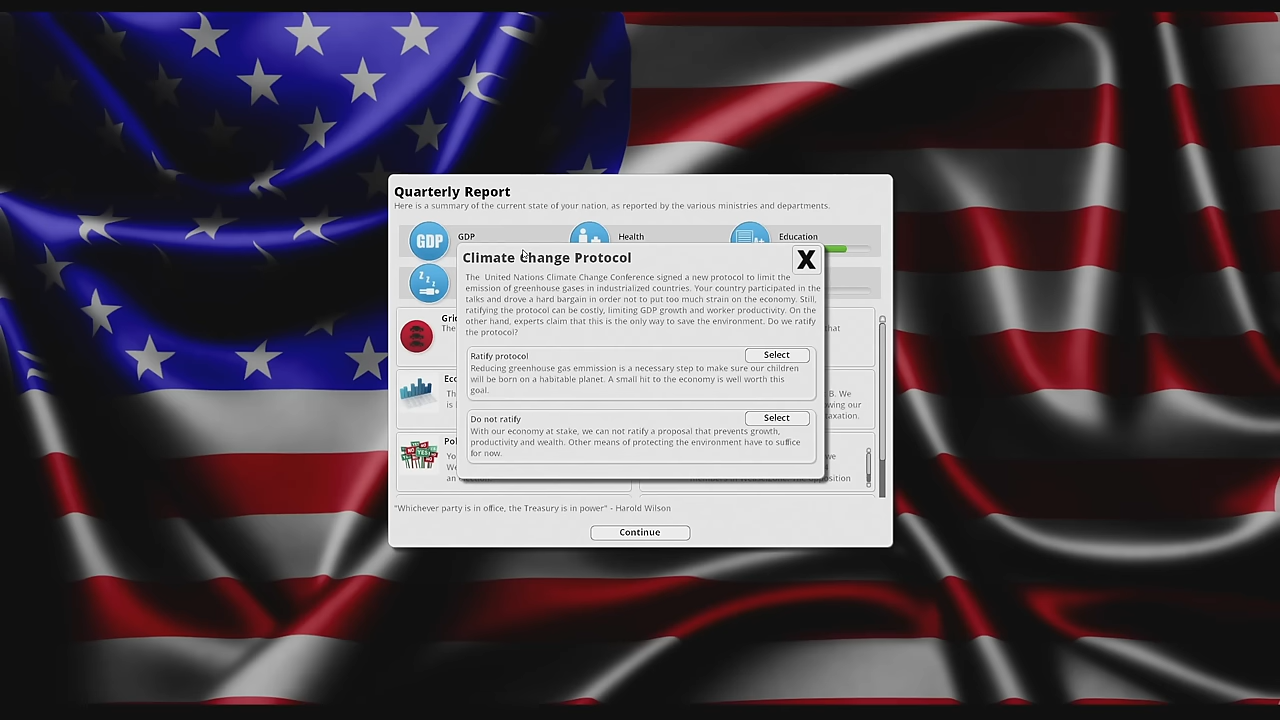 Quarterly Report
Here is a summary of the current state of your nation, as reported by the various ministries and departments.
GDP GDP Health Education
Climate Change Protocol X
The United Nations Climate Change Conference signed a new protocol to limit the
emission of greenhouse gases in industrialized countries. Your country participated in the
talks and drove a hard bargain in order not to put too much strain on the economy. Still,
ratifying the protocol can be costly, limiting GDP growth and worker productivity. On the
other hand, experts claim that this is the only way to save the environment. Do we ratify
the protocol?
Ratify protocol Select
Reducing greenhouse gas emmission is a necessary step to make sure our children
will be born on a habitable planet. A small hit to the economy is well worth this
goal.
Do not ratify Select
With our economy at stake, we can not ratify a proposal that prevents growth,
productivity and wealth. Other means of protecting the environment have to suffice
for now.
"Whichever party is in office, the Treasury is in power" - Harold Wilson
Continue